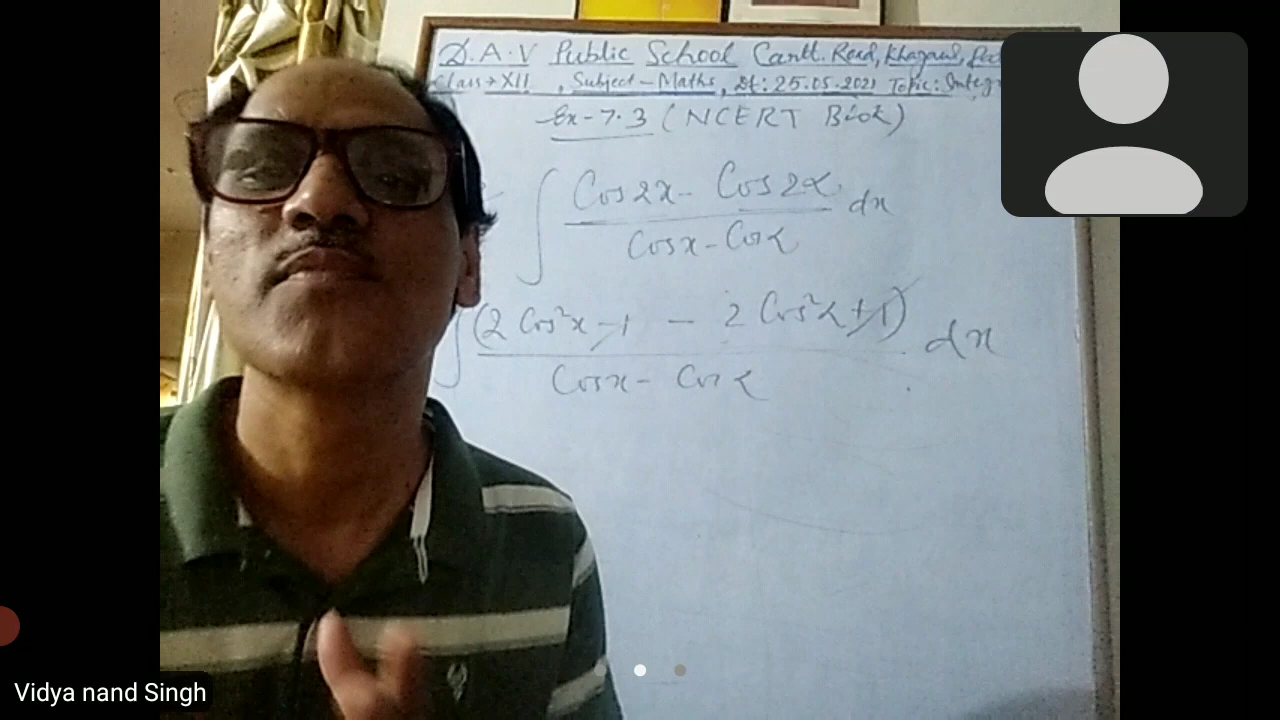 D.A.V Public School Cantt. Road, Khagaul,
Class→XII, Subject-Maths, Dt: 25.05.2021 Topic: Integ
Ex-7.3 (NCERT Book)
∫ Cos2x - Cos2α dx
Cosx - Cosα
∫ (2 Cos²x - 1 - 2 Cos²α + 1) dx
Cosx - Cosα
Vidya nand Singh